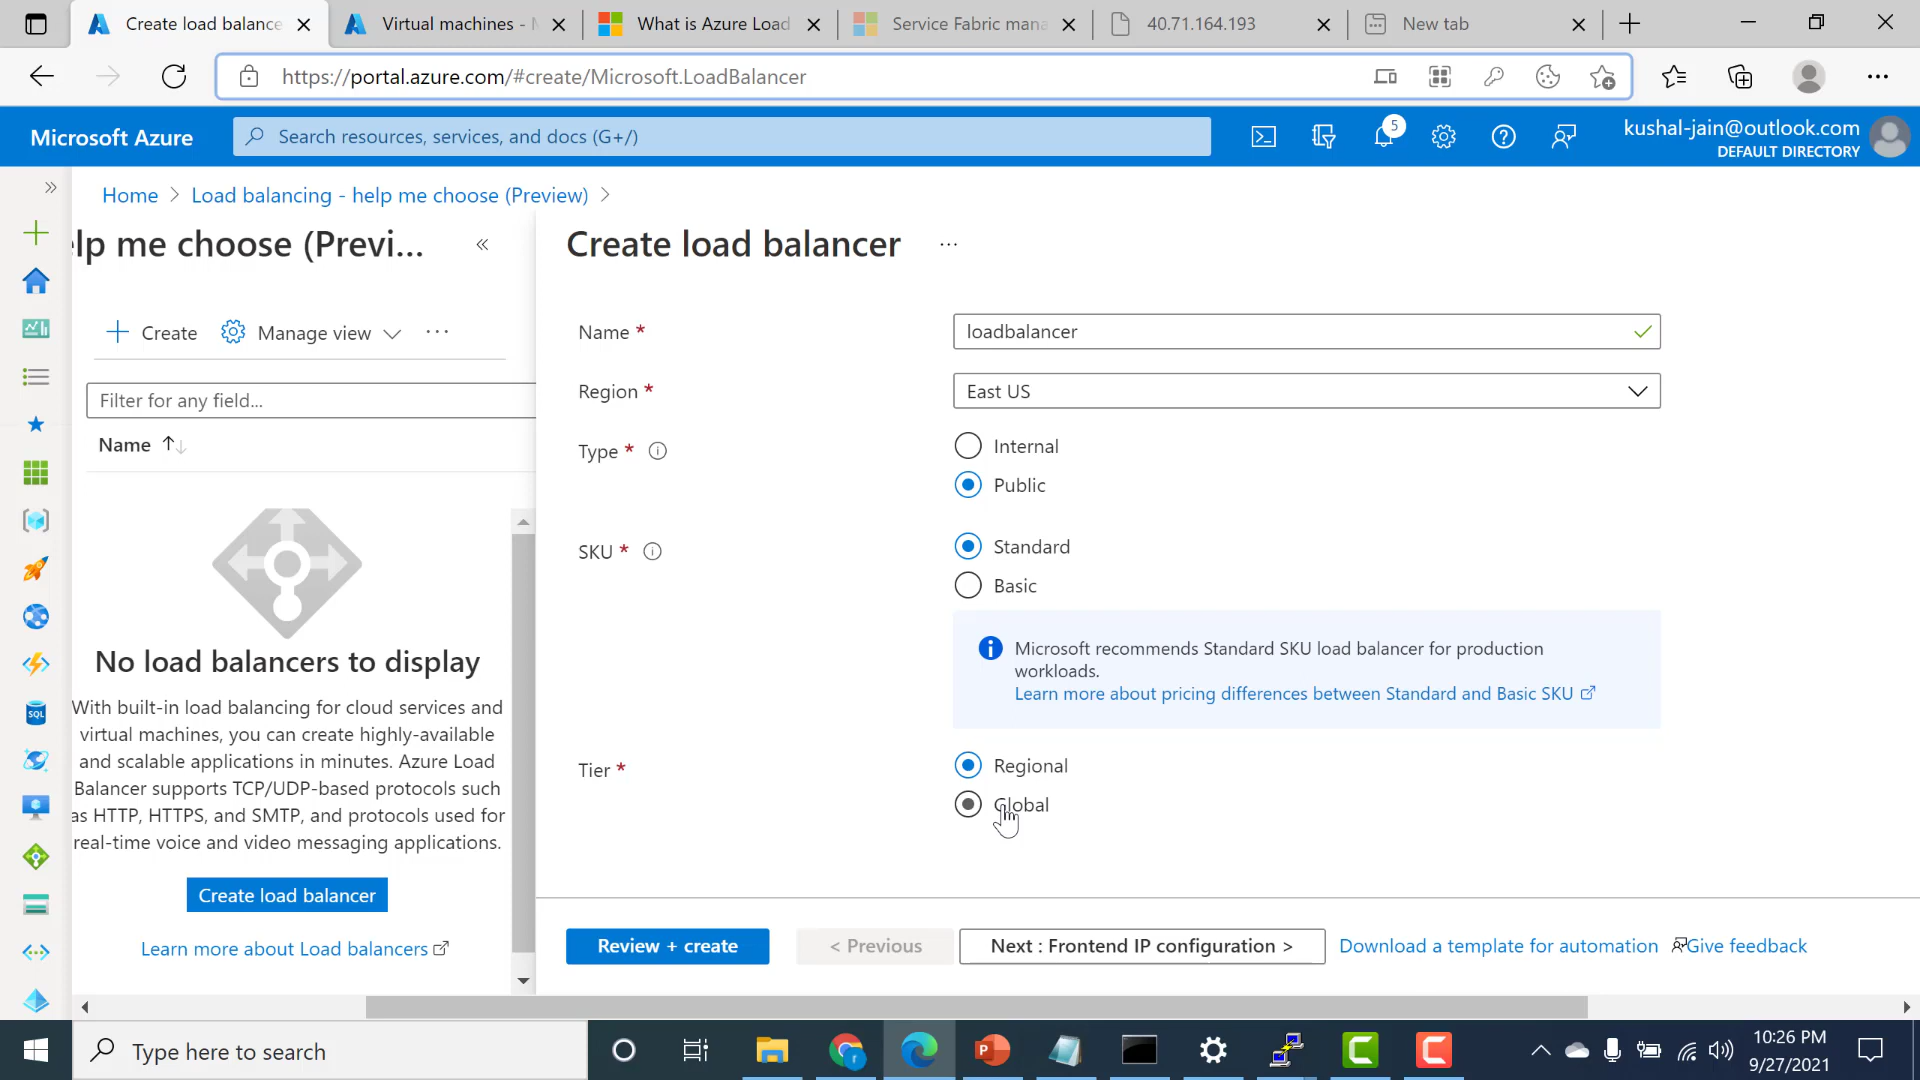 Create load balance
Virtual machines - M
What is Azure Load
Service Fabric mana
40.71.164.193
New tab
https://portal.azure.com/#create/Microsoft.LoadBalancer
Microsoft Azure
Search resources, services, and docs (G+/)
5
kushal-jain@outlook.com
DEFAULT DIRECTORY
Home > Load balancing - help me choose (Preview) >
elp me choose (Previ...
Create load balancer
Create
Manage view
Filter for any field...
Name
No load balancers to display
With built-in load balancing for cloud services and
virtual machines, you can create highly-available
and scalable applications in minutes. Azure Load
Balancer supports TCP/UDP-based protocols such
as HTTP, HTTPS, and SMTP, and protocols used for
real-time voice and video messaging applications.
Create load balancer
Learn more about Load balancers
Name *
loadbalancer
Region *
East US
Type *
Internal
Public
SKU *
Standard
Basic
Microsoft recommends Standard SKU load balancer for production
workloads.
Learn more about pricing differences between Standard and Basic SKU
Tier *
Regional
Global
Review + create
< Previous
Next : Frontend IP configuration >
Download a template for automation
Give feedback
SQL
Type here to search
10:26 PM
9/27/2021